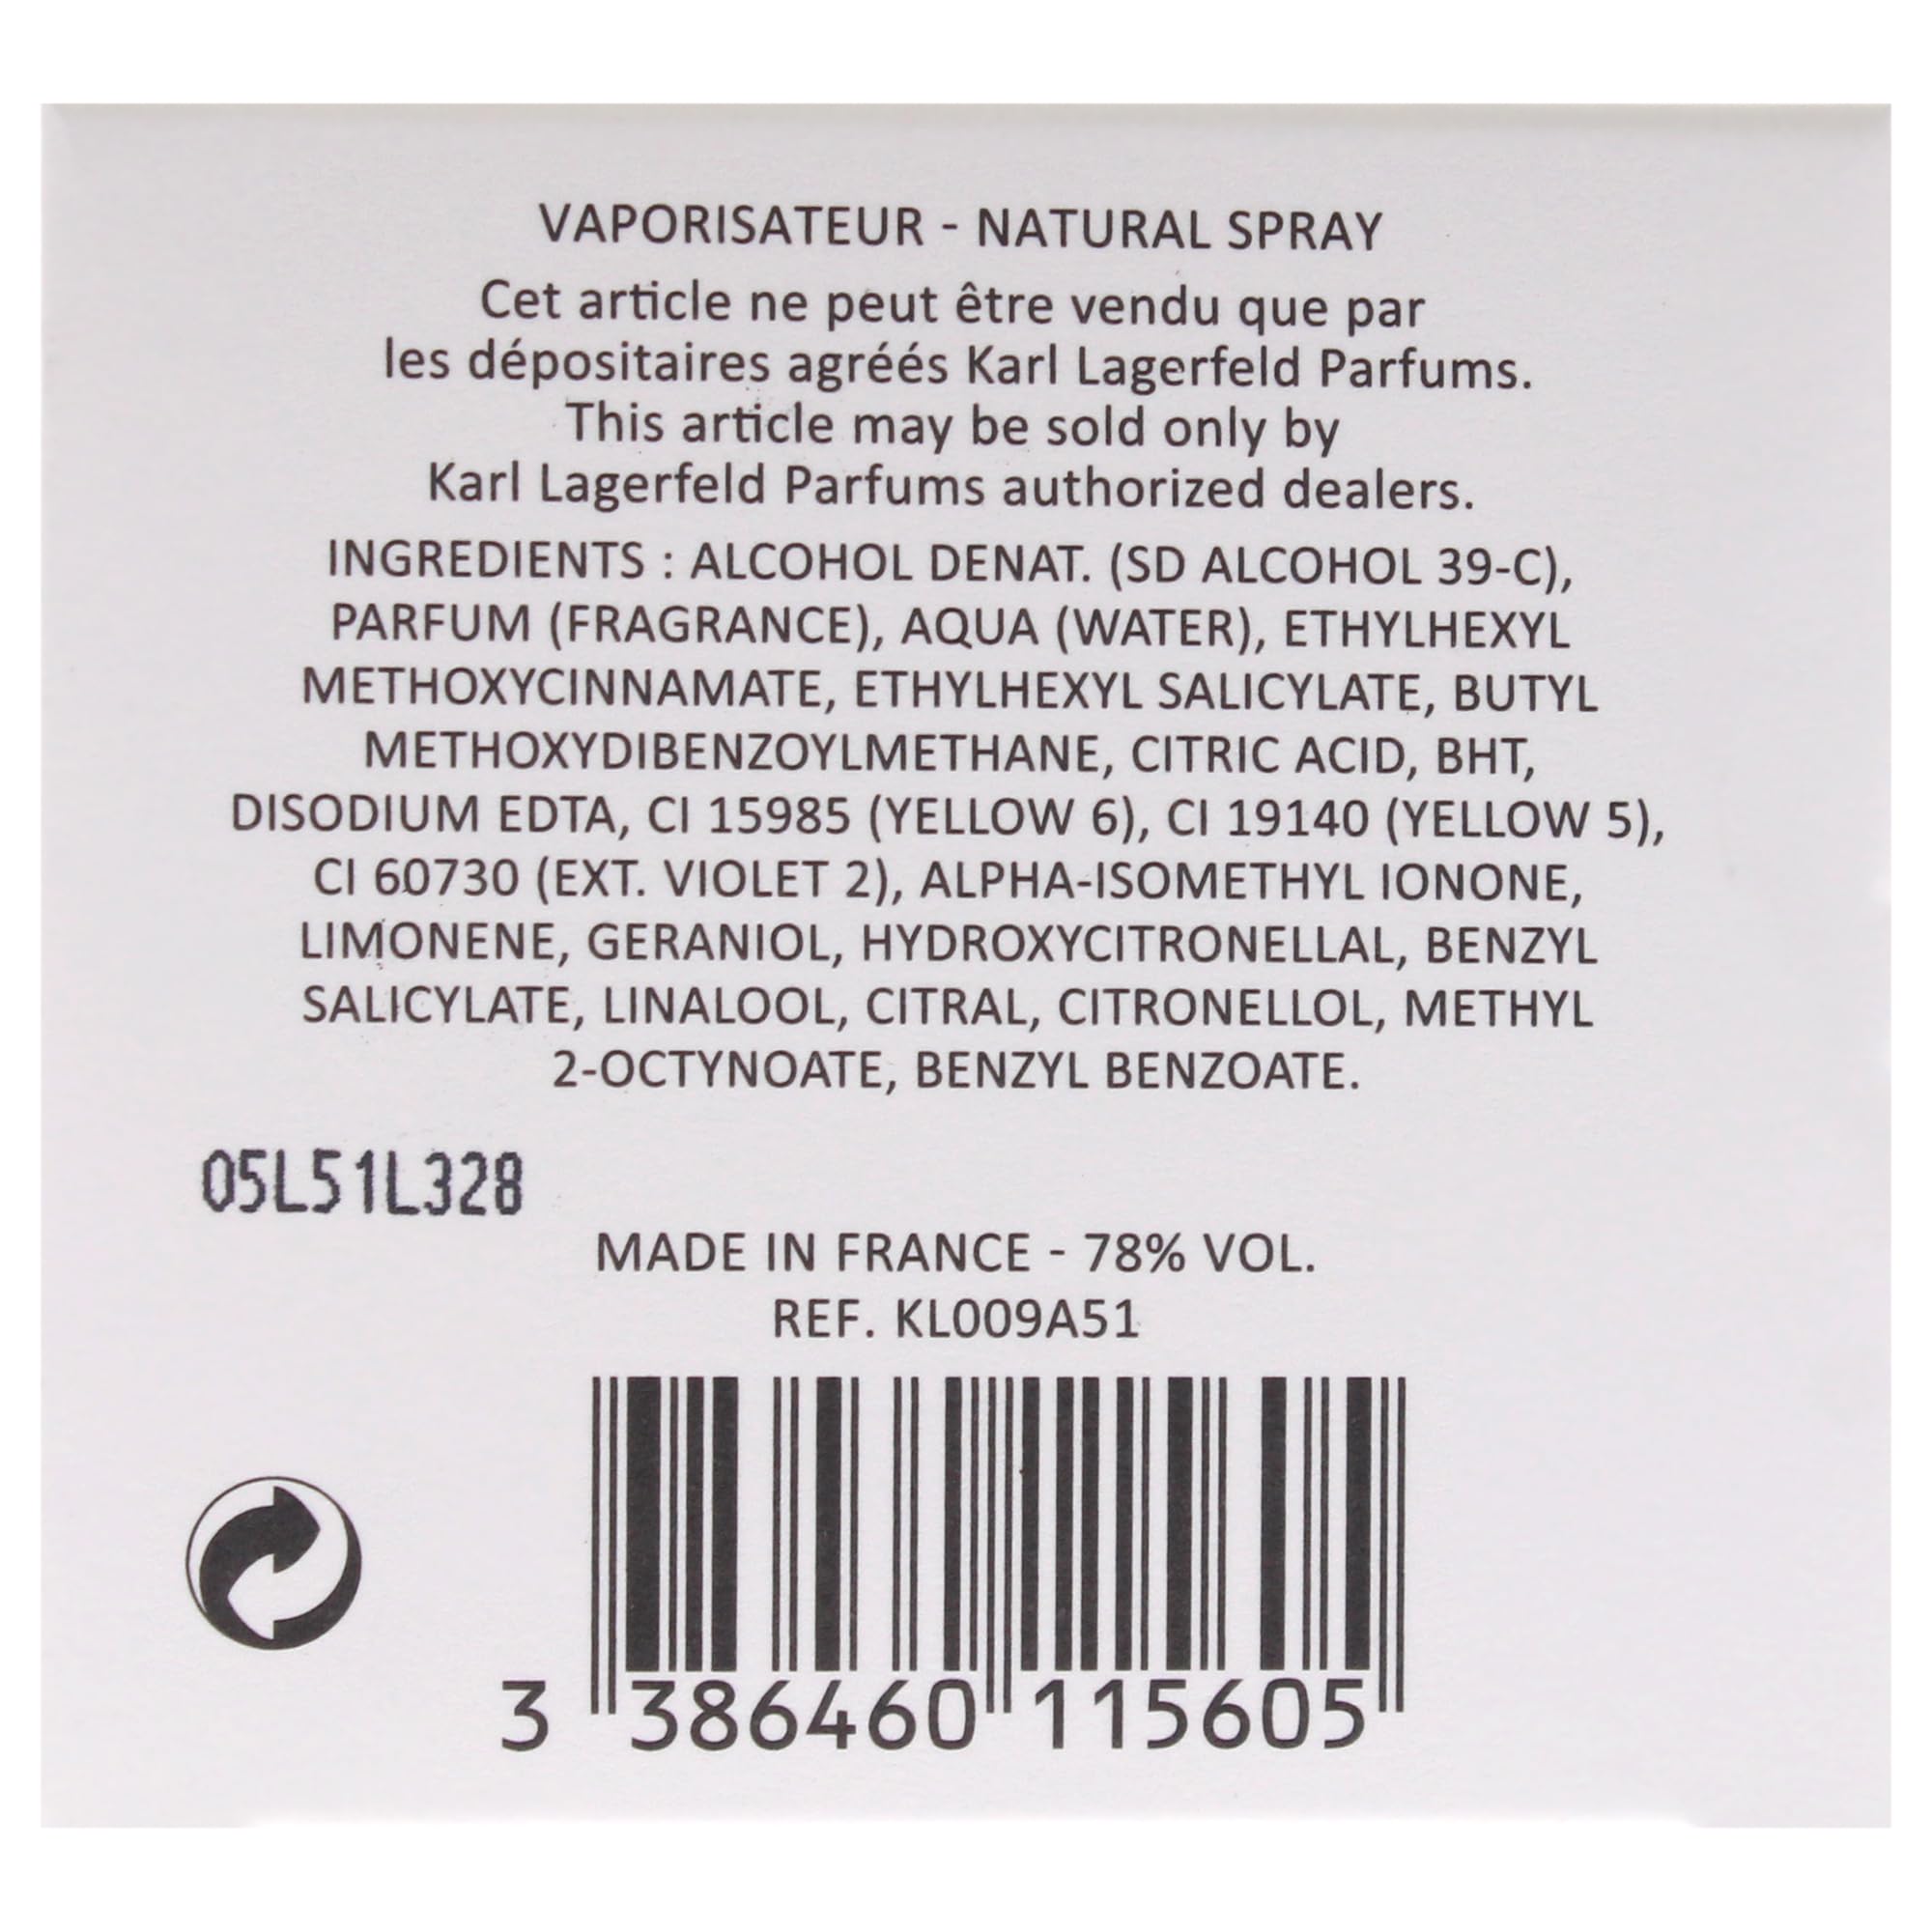 VAPORISATEUR - NATURAL SPRAY
Cet article ne peut être vendu que par
les dépositaires agréés Karl Lagerfeld Parfums.
This article may be sold only by
Karl Lagerfeld Parfums authorized dealers.
INGREDIENTS : ALCOHOL DENAT. (SD ALCOHOL 39-C),
PARFUM (FRAGRANCE), AQUA (WATER), ETHYLHEXYL
METHOXYCINNAMATE, ETHYLHEXYL SALICYLATE, BUTYL
METHOXYDIBENZOYLMETHANE, CITRIC ACID, BHT,
DISODIUM EDTA, CI 15985 (YELLOW 6), CI 19140 (YELLOW 5),
CI 60730 (EXT. VIOLET 2), ALPHA-ISOMETHYL IONONE,
LIMONENE, GERANIOL, HYDROXYCITRONELLAL, BENZYL
SALICYLATE, LINALOOL, CITRAL, CITRONELLOL, METHYL
2-OCTYNOATE, BENZYL BENZOATE.
05L51L328
MADE IN FRANCE - 78% VOL.
REF. KL009A51
3 386460 115605